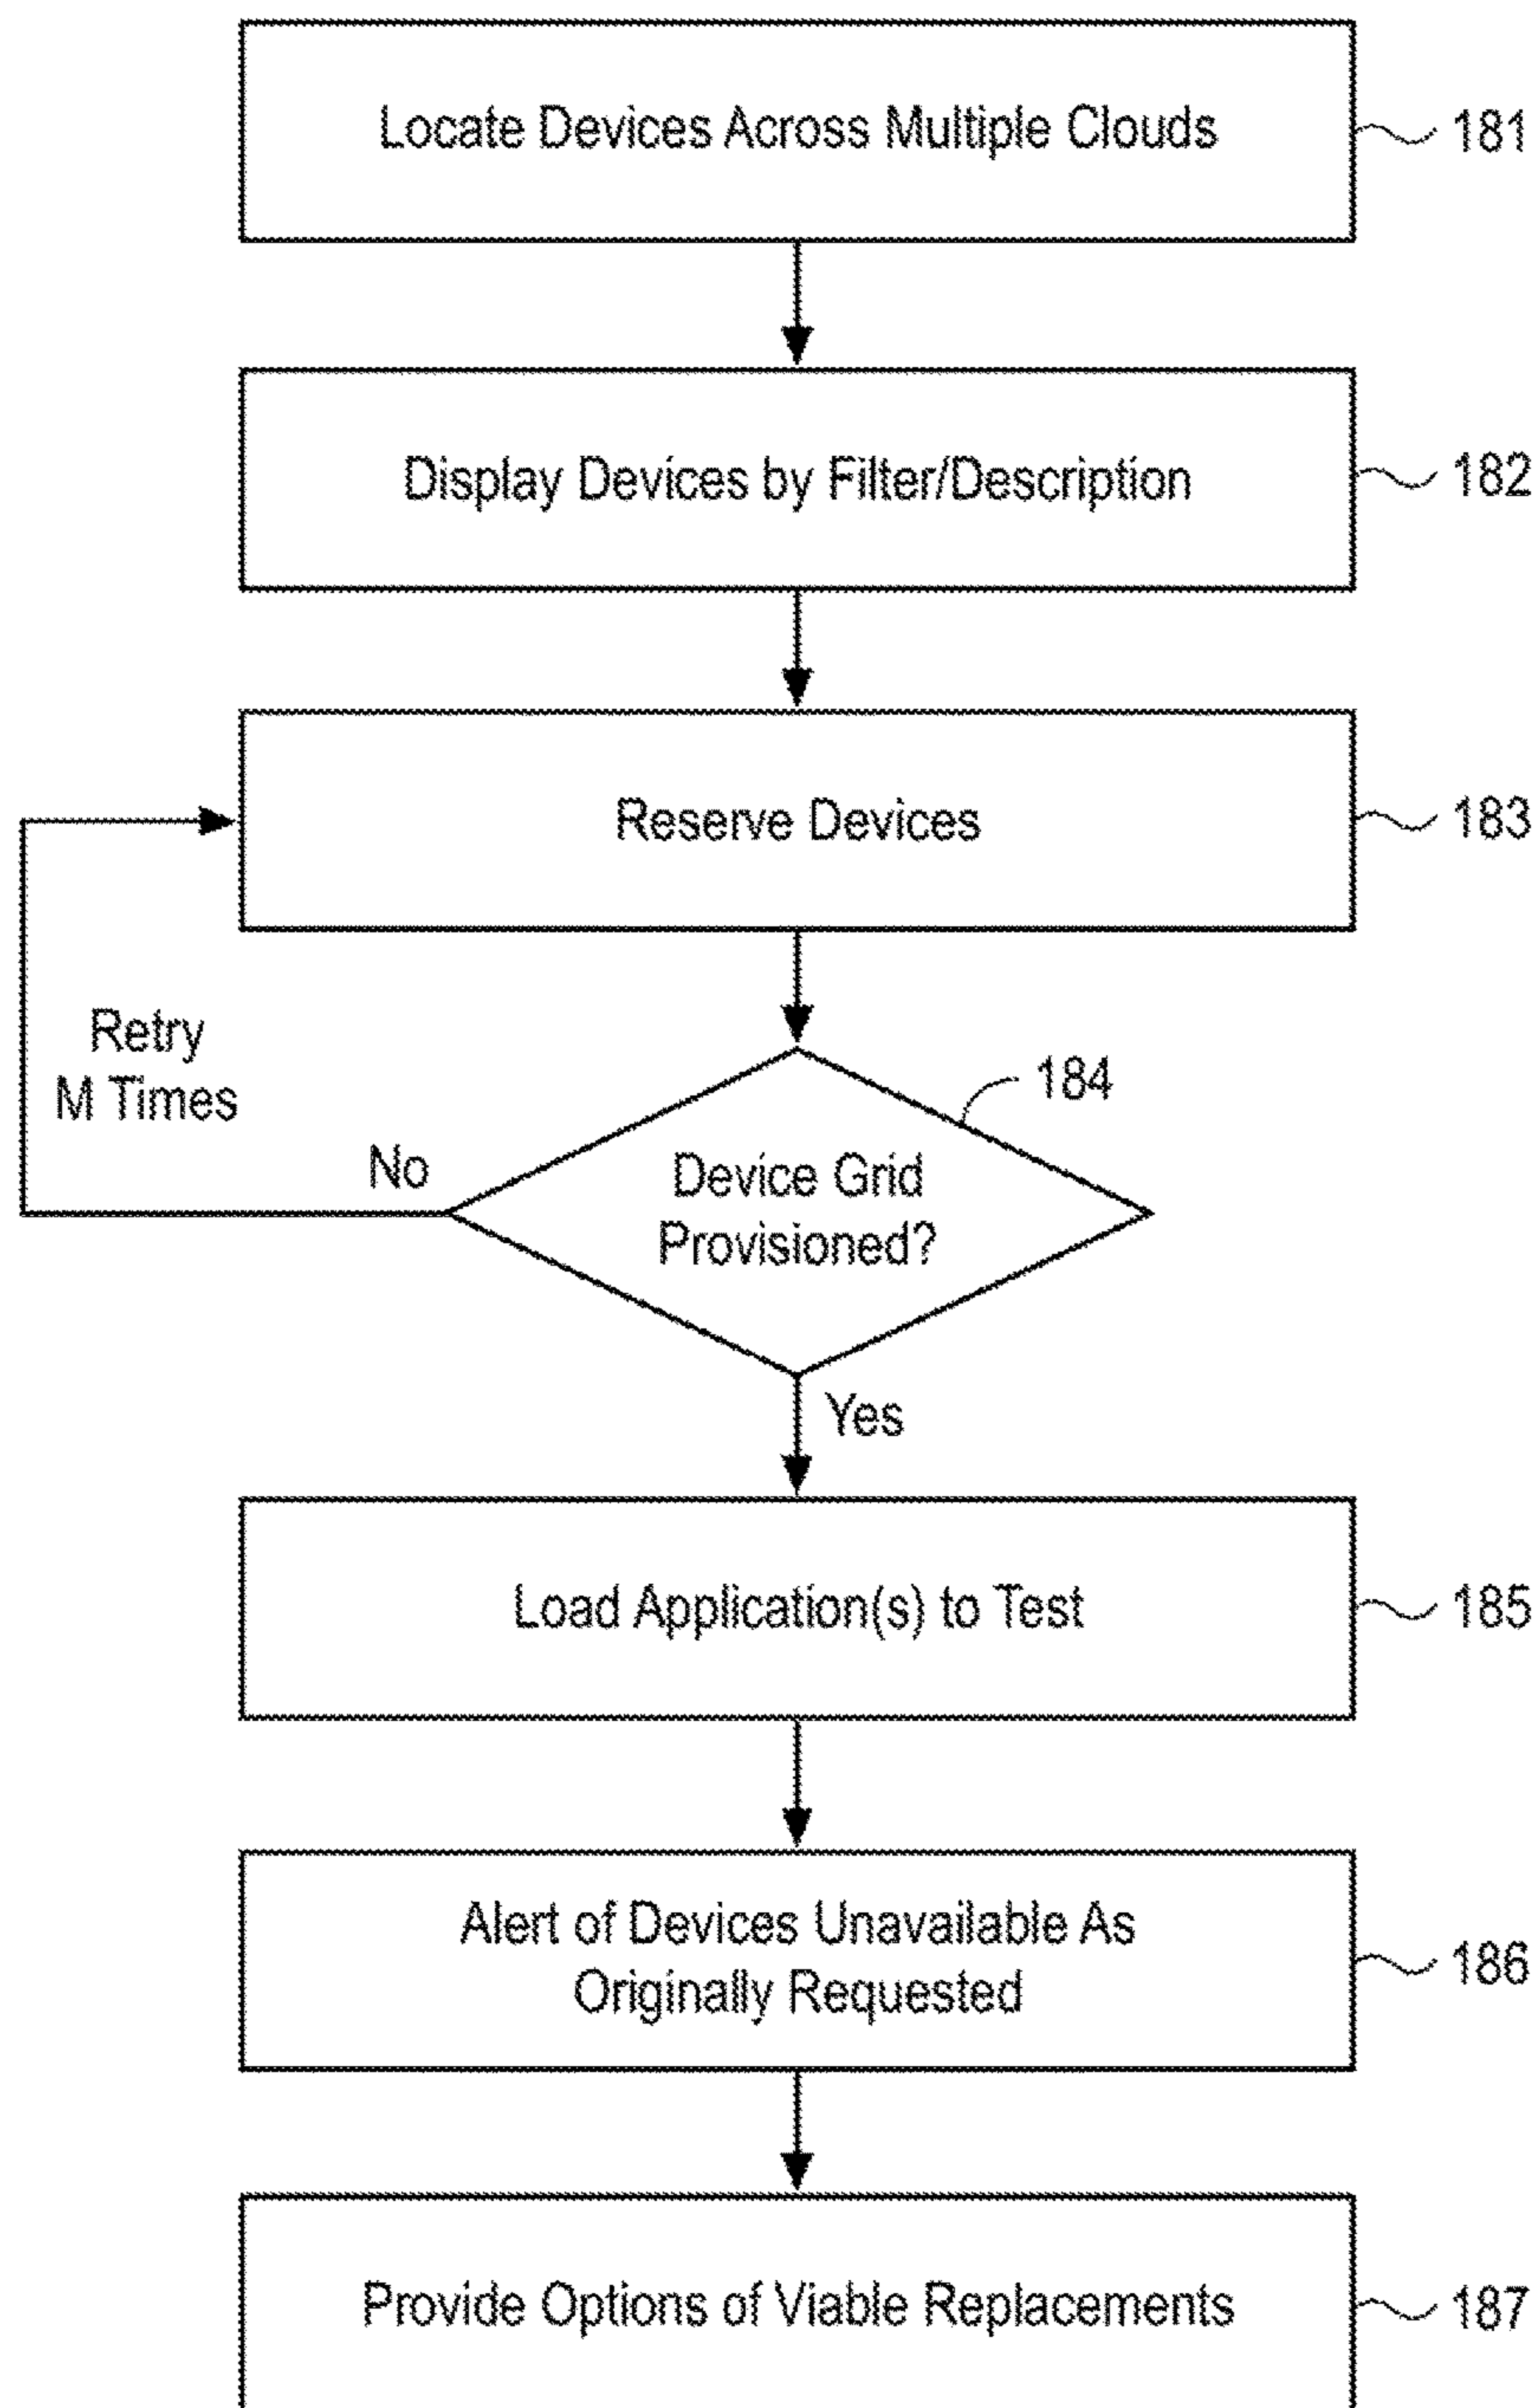 Locate Devices Across Multiple Clouds
181
Display Devices by Filter/Description
182
Reserve Devices
183
Retry
M Times
No
184
Device Grid
Provisioned?
Yes
Load Application(s) to Test
185
Alert of Devices Unavailable As
Originally Requested
186
Provide Options of Viable Replacements
187